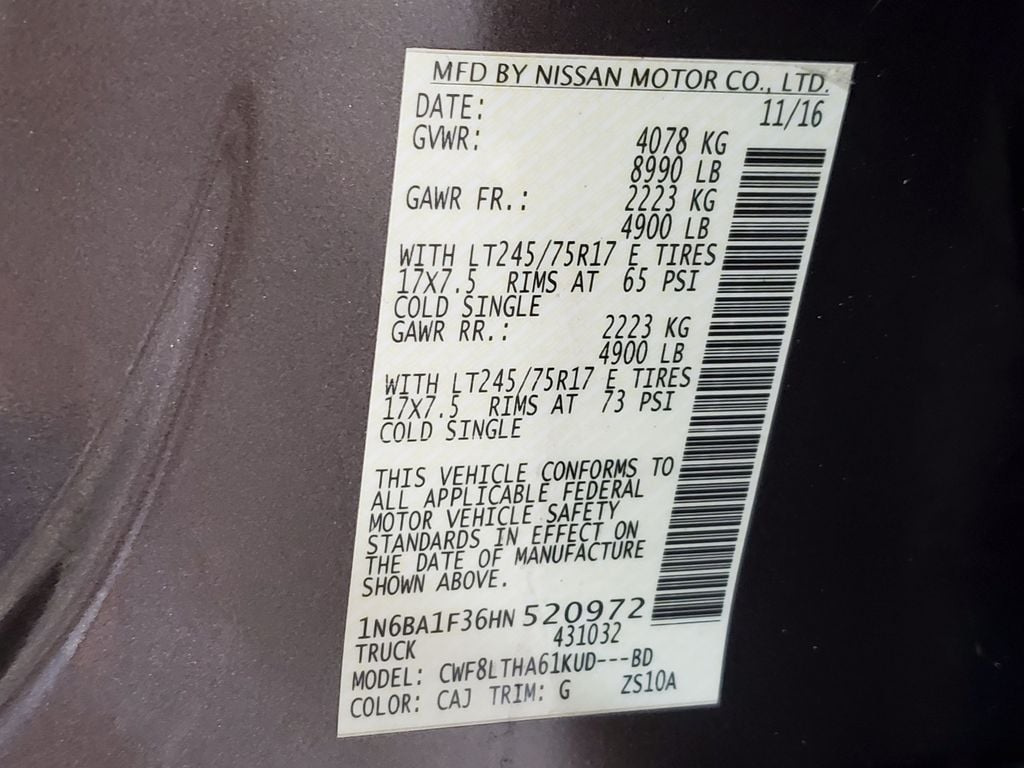 MFD BY NISSAN MOTOR CO., LTD.
DATE: 11/16
GVWR: 4078 KG
8990 LB
GAWR FR.: 2223 KG
4900 LB
WITH LT245/75R17 E TIRES
17X7.5 RIMS AT 65 PSI
COLD SINGLE
GAWR RR.: 2223 KG
4900 LB
WITH LT245/75R17 E TIRES
17X7.5 RIMS AT 73 PSI
COLD SINGLE
THIS VEHICLE CONFORMS TO
ALL APPLICABLE FEDERAL
MOTOR VEHICLE SAFETY
STANDARDS IN EFFECT ON
THE DATE OF MANUFACTURE
SHOWN ABOVE.
1N6BA1F36HN 520972
TRUCK 431032
MODEL: CWF8LTHA61KUD---BD
COLOR: CAJ TRIM: G ZS10A